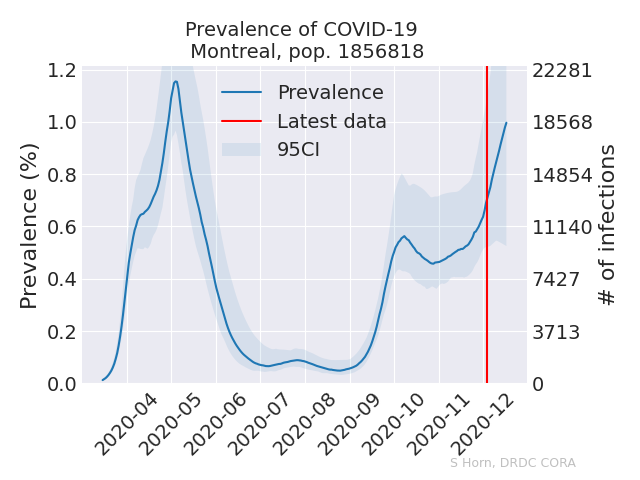 Prevalence of COVID-19
Montreal, pop. 1856818
Prevalence (%)
1.2
1.0
0.8
0.6
0.4
0.2
0.0
Prevalence
Latest data
95CI
22281
18568
14854
11140
7427
3713
0
# of infections
2020-04
2020-05
2020-06
2020-07
2020-08
2020-09
2020-10
2020-11
2020-12
S Horn, DRDC CORA